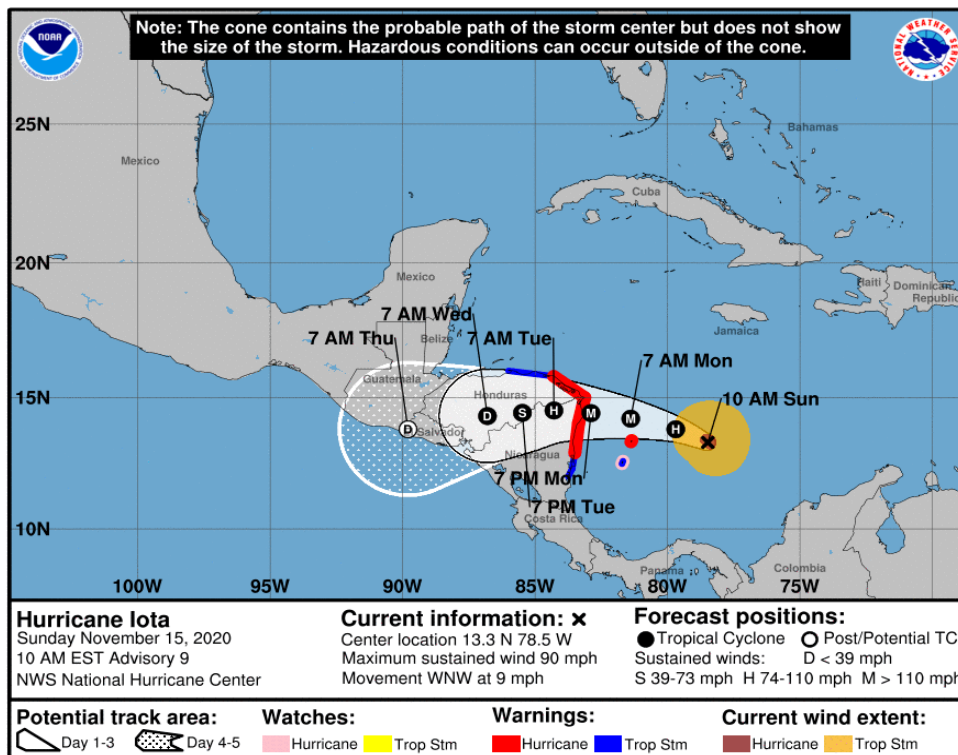 Note: The cone contains the probable path of the storm center but does not show
the size of the storm. Hazardous conditions can occur outside of the cone.
NOAA
NATIONAL WEATHER SERVICE
25N
Mexico
Bahamas
Cuba
20N
Mexico
Haiti
Dominican
Republic
7 AM Wed
7 AM Thu
Belize
7 AM Tue
Jamaica
7 AM Mon
Guatemala
15N
Honduras
10 AM Sun
D
D
S
H
M
M
H
Salvador
Nicaragua
7 PM Mon
7 PM Tue
Costa Rica
10N
Panama
Colombia
100W
95W
90W
85W
80W
75W
Hurricane Iota
Sunday November 15, 2020
10 AM EST Advisory 9
NWS National Hurricane Center
Current information: ×
Center location 13.3 N 78.5 W
Maximum sustained wind 90 mph
Movement WNW at 9 mph
Forecast positions:
Tropical Cyclone Post/Potential TC
Sustained winds: D < 39 mph
S 39-73 mph H 74-110 mph M > 110 mph
Potential track area:
Day 1-3 Day 4-5
Watches:
Hurricane Trop Stm
Warnings:
Hurricane Trop Stm
Current wind extent:
Hurricane Trop Stm